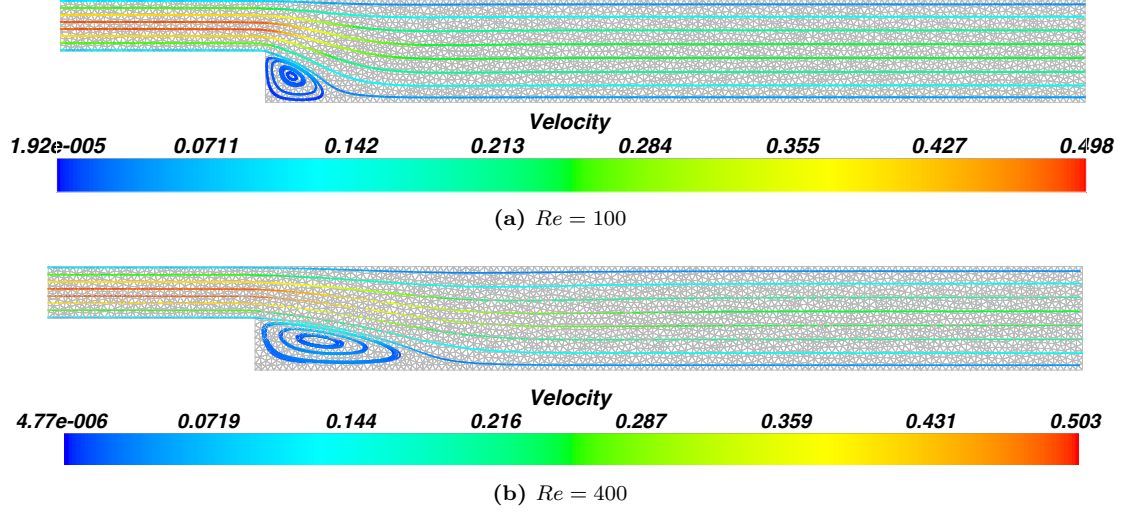 Velocity
1.92e-005 0.0711 0.142 0.213 0.284 0.355 0.427 0.498
(a) Re = 100
Velocity
4.77e-006 0.0719 0.144 0.216 0.287 0.359 0.431 0.503
(b) Re = 400